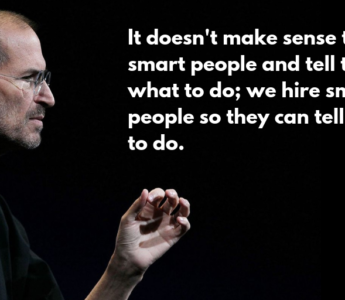 It doesn't make sense t
smart people and tell t
what to do; we hire sm
people so they can tell
to do.